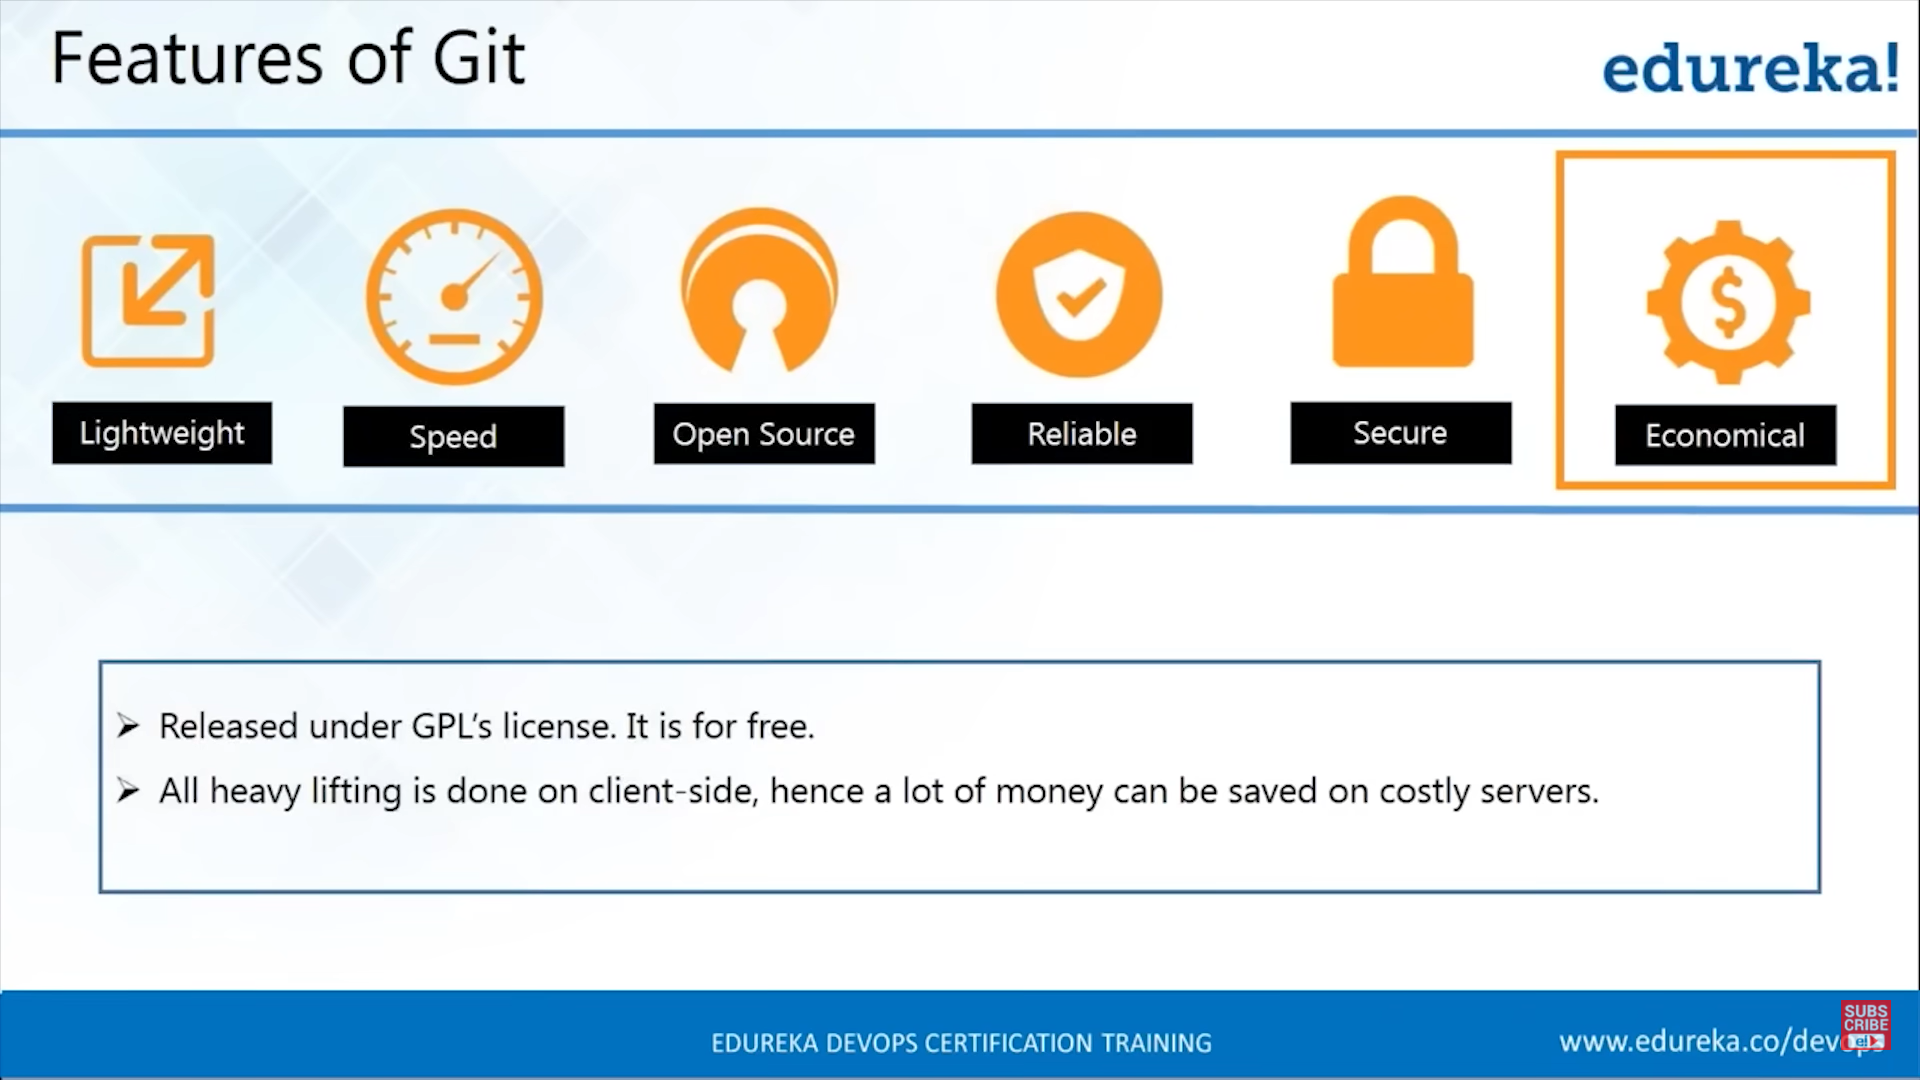 Features of Git
edureka!
Lightweight
Speed
Open Source
Reliable
Secure
Economical
➢ Released under GPL's license. It is for free.
➢ All heavy lifting is done on client-side, hence a lot of money can be saved on costly servers.
EDUREKA DEVOPS CERTIFICATION TRAINING
www.edureka.co/devops
SUBS
CRIBE
e!